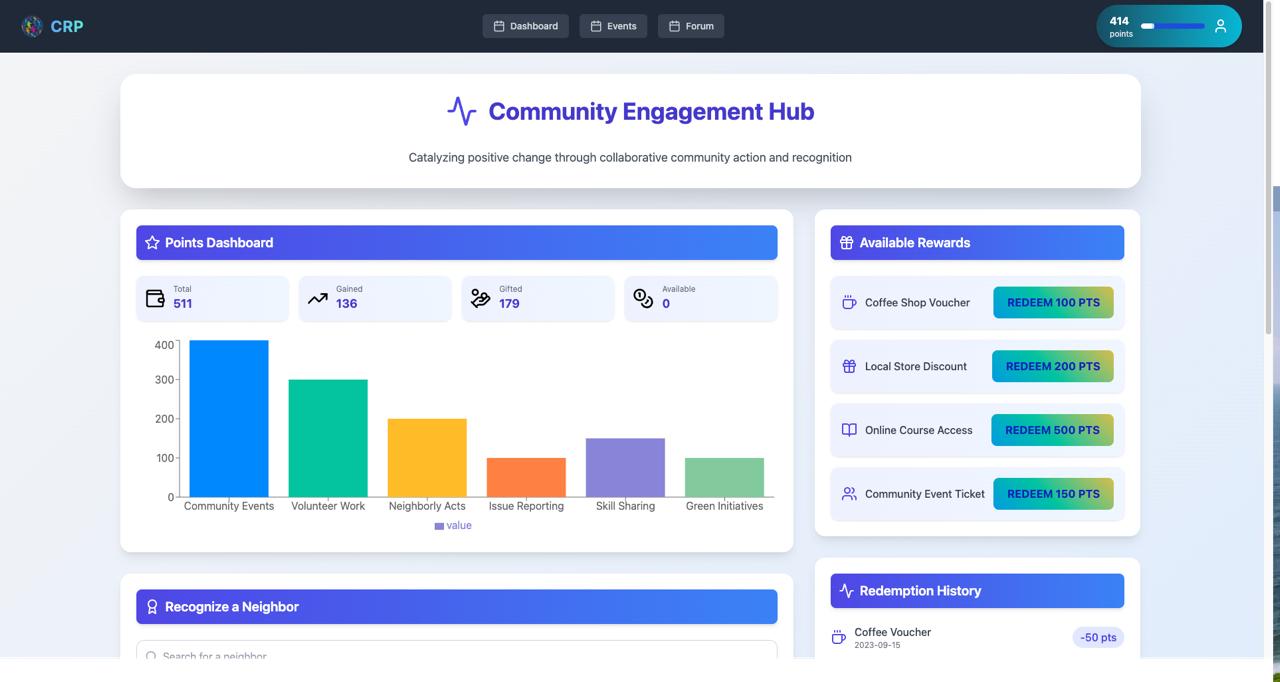 CRP
Dashboard
Events
Forum
414
points
Community Engagement Hub
Catalyzing positive change through collaborative community action and recognition
Points Dashboard
Total
511
Gained
136
Gifted
179
Available
0
400
300
200
100
0
Community Events
Volunteer Work
Neighborly Acts
Issue Reporting
Skill Sharing
Green Initiatives
value
Available Rewards
Coffee Shop Voucher
REDEEM 100 PTS
Local Store Discount
REDEEM 200 PTS
Online Course Access
REDEEM 500 PTS
Community Event Ticket
REDEEM 150 PTS
Recognize a Neighbor
Search for a neighbor
Redemption History
Coffee Voucher
2023-09-15
-50 pts